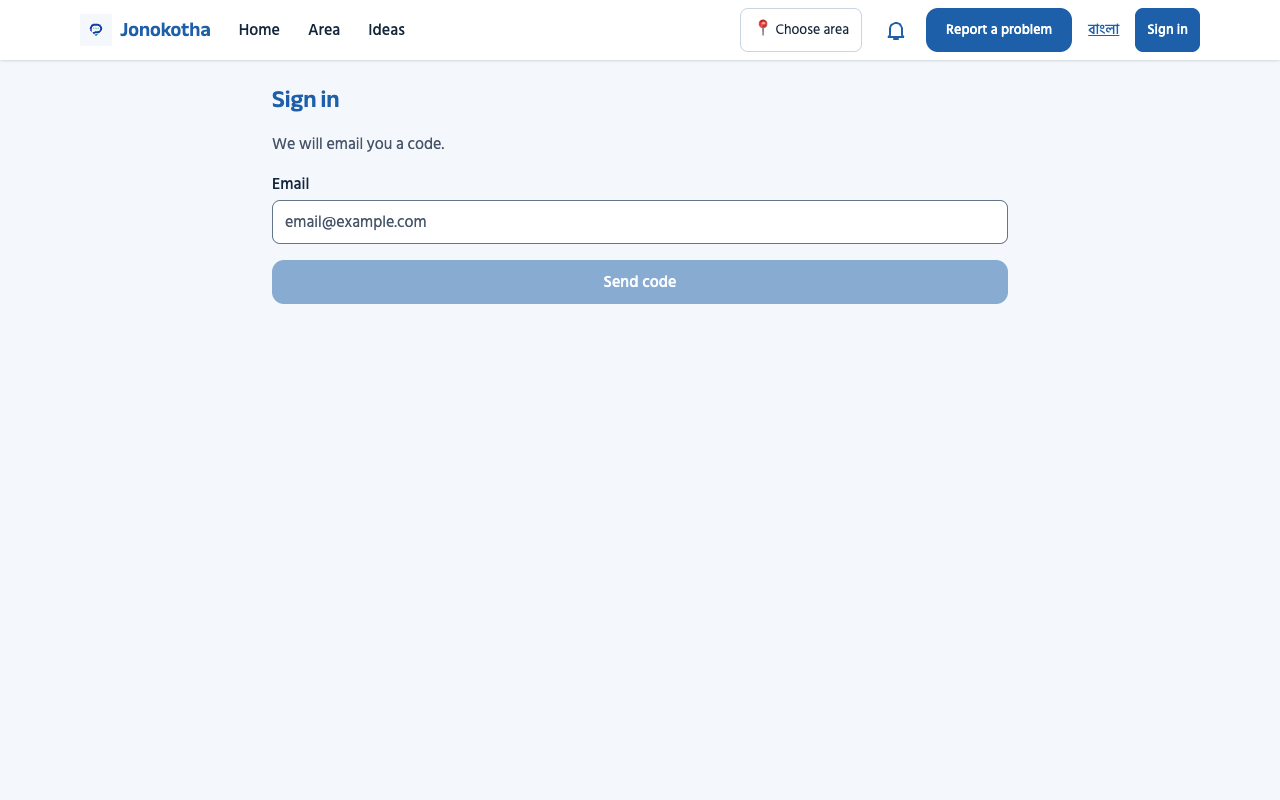 Jonokotha
Home
Area
Ideas
Choose area
Report a problem
বাংলা
Sign in
Sign in
We will email you a code.
Email
email@example.com
Send code